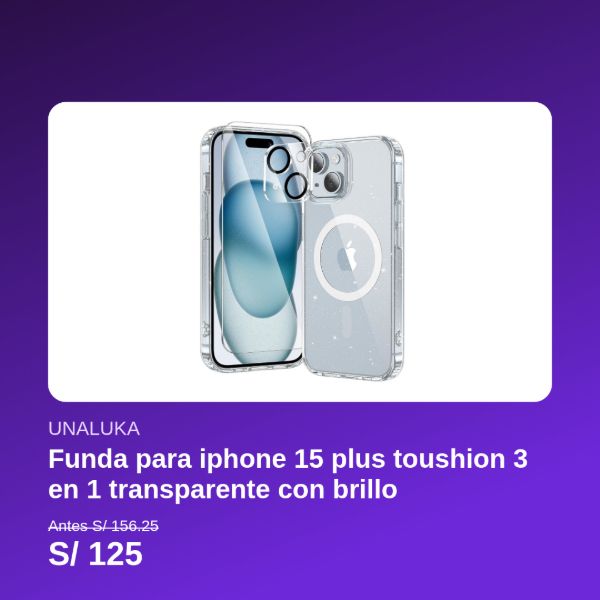 UNALUKA
Funda para iphone 15 plus toushion 3
en 1 transparente con brillo
Antes S/ 156.25
S/ 125